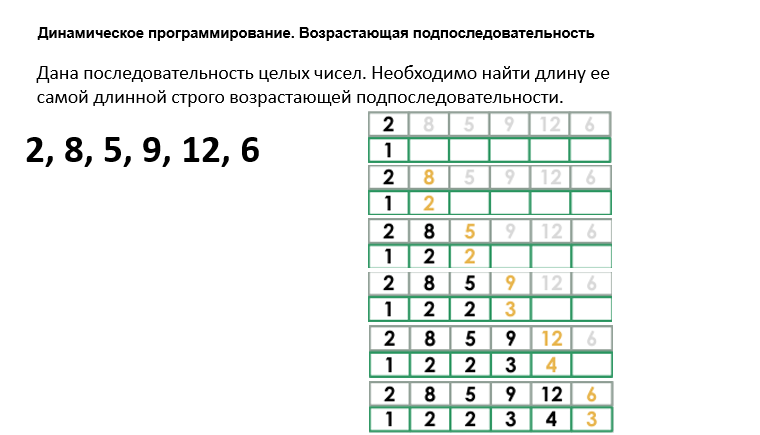 Динамическое программирование. Возрастающая подпоследовательность
Дана последовательность целых чисел. Необходимо найти длину ее
самой длинной строго возрастающей подпоследовательности.
2, 8, 5, 9, 12, 6
2 8 5 9 12 6
1
2 8 5 9 12 6
1 2
2 8 5 9 12 6
1 2 2
2 8 5 9 12 6
1 2 2 3
2 8 5 9 12 6
1 2 2 3 4
2 8 5 9 12 6
1 2 2 3 4 3